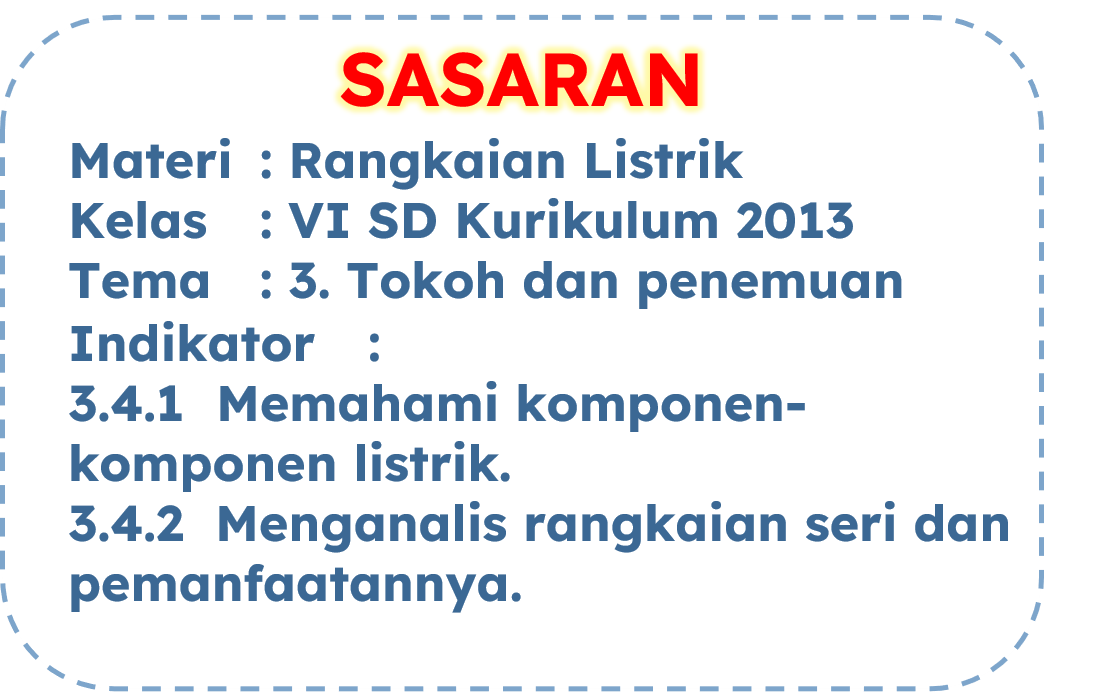 SASARAN
Materi : Rangkaian Listrik
Kelas : VI SD Kurikulum 2013
Tema : 3. Tokoh dan penemuan
Indikator :
3.4.1 Memahami komponen-
komponen listrik.
3.4.2 Menganalis rangkaian seri dan
pemanfaatannya.